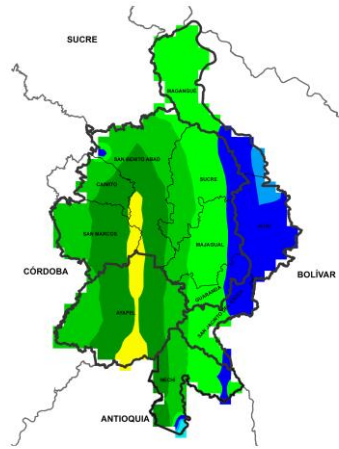 SUCRE
MAGANGUÉ
SAN BENITO ABAD
CAIMITO
SUCRE
SAN MARCOS
MAJAGUAL
CÓRDOBA
BOLÍVAR
GUARANDA
AYAPEL
SAN JACINTO
NECHÍ
ANTIOQUIA